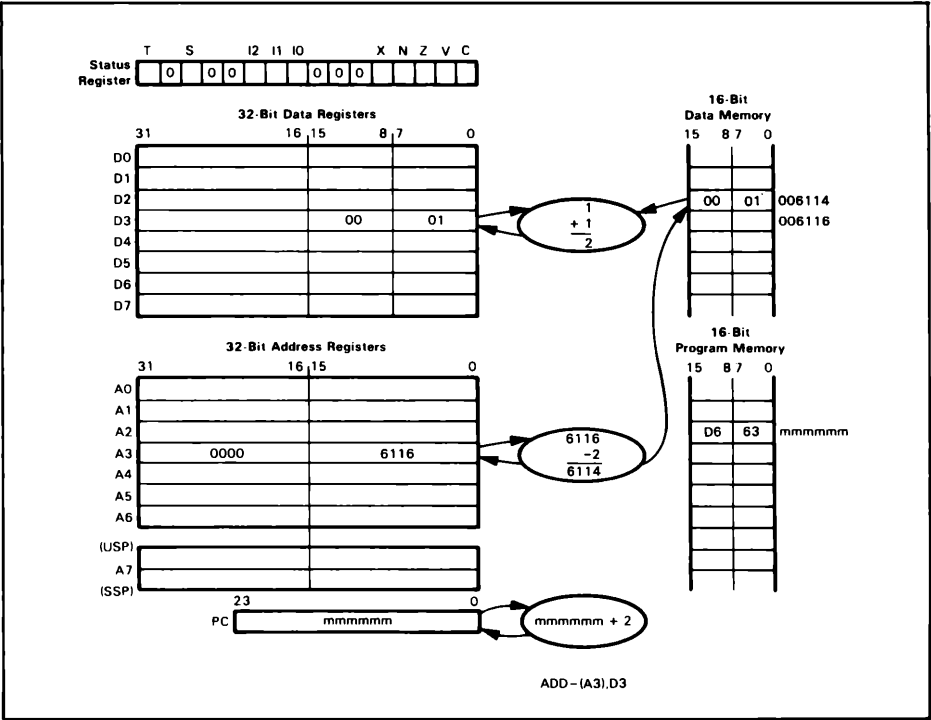 T S I2 I1 I0 X N Z V C
Status
Register
0 0 0 0 0 0
32-Bit Data Registers
31 16 15 8 7 0
D0
D1
D2
D3 00 01
D4
D5
D6
D7
1
+ 1
2
16-Bit
Data Memory
15 8 7 0
00 01 006114
006116
32-Bit Address Registers
31 16 15 0
A0
A1
A2
A3 0000 6116
A4
A5
A6
(USP)
A7
(SSP)
6116
-2
6114
16-Bit
Program Memory
15 8 7 0
D6 63 mmmmmm
23 0
PC mmmmmmm mmmmmm + 2
ADD-(A3),D3